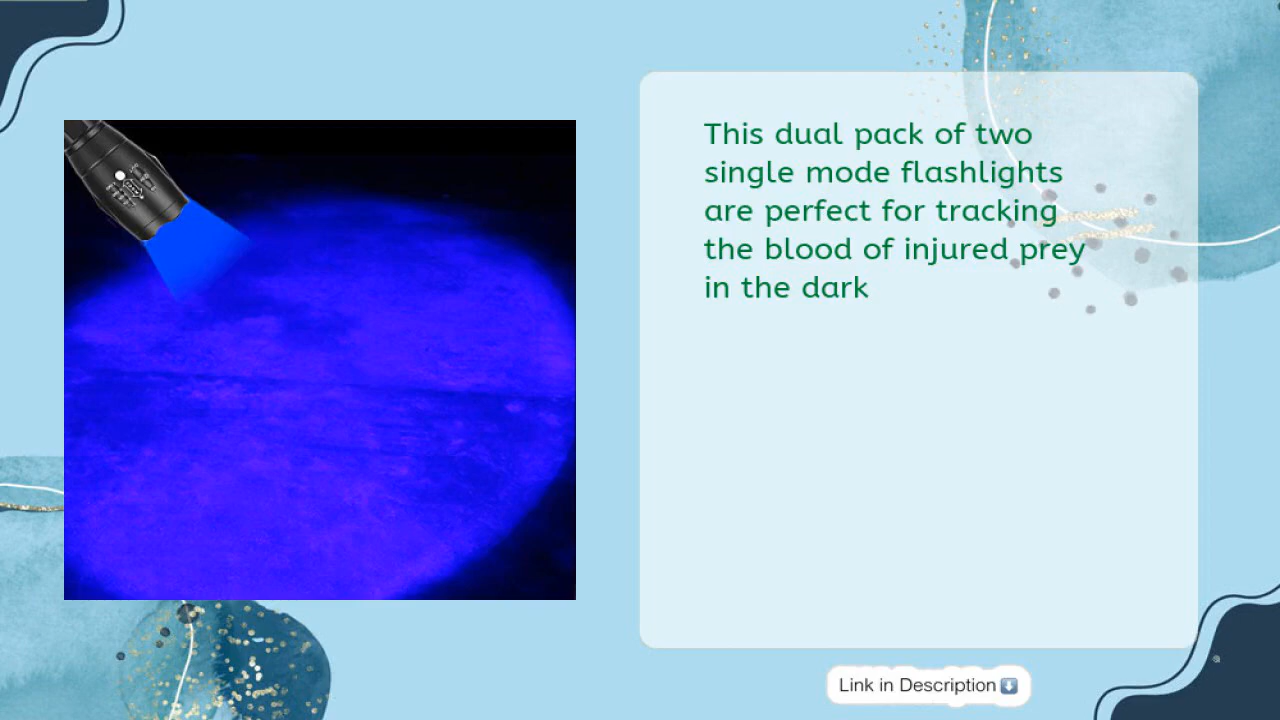 This dual pack of two
single mode flashlights
are perfect for tracking
the blood of injured prey
in the dark
Link in Description